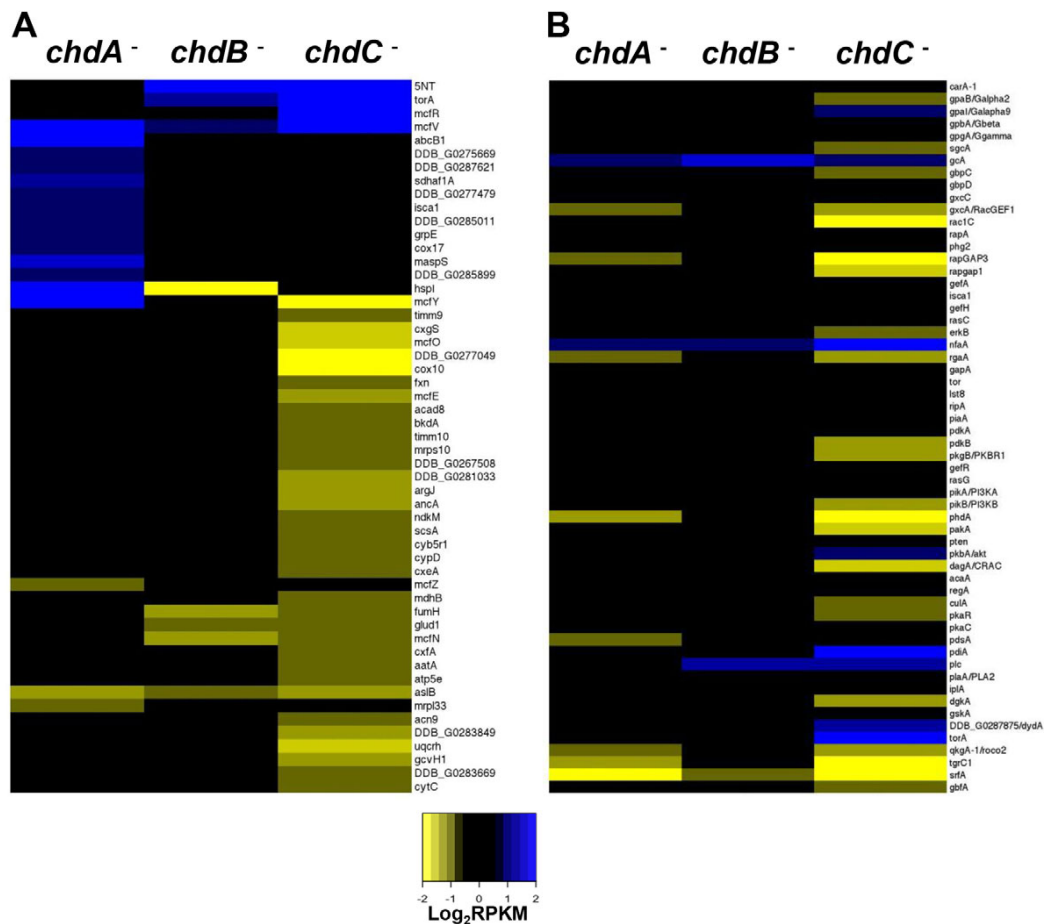 A
chdA - chdB - chdC -
5NT
torA
mcfR
mcfV
abcB1
DDB_G0275669
DDB_G0287621
sdhaf1A
DDB_G0277479
isca1
DDB_G0285011
grpE
cox17
maspS
DDB_G0285899
hspI
mcfY
timm9
cxgS
mcfO
DDB_G0277049
cox10
fxn
mcfE
acad8
bkdA
timm10
mrps10
DDB_G0267508
DDB_G0281033
argJ
ancA
ndkM
scsA
cyb5r1
cypD
cxeA
mcfZ
mdhB
fumH
glud1
mcfN
cxfA
aatA
atp5e
aslB
mrpl33
acn9
DDB_G0283849
uqcrh
gcvH1
DDB_G0283669
cytC
B
chdA - chdB - chdC -
carA-1
gpaB/Galpha2
gpaI/Galapha9
gpbA/Gbeta
gpgA/Ggamma
sgcA
gcA
gbpC
gbpD
gxcC
gxcA/RacGEF1
rac1C
rapA
phg2
rapGAP3
rapgap1
gefA
isca1
gefH
rasC
erkB
nfaA
rgaA
gapA
tor
lst8
ripA
piaA
pdkA
pdkB
pkgB/PKBR1
gefR
rasG
pikA/PI3KA
pikB/PI3KB
phdA
pakA
pten
pkbA/akt
dagA/CRAC
acaA
regA
culA
pkaR
pkaC
pdsA
pdiA
plc
plaA/PLA2
iplA
dgkA
gskA
DDB_G0287875/dydA
torA
qkgA-1/roco2
tgrC1
srfA
gbfA
-2 -1 0 1 2
Log2RPKM